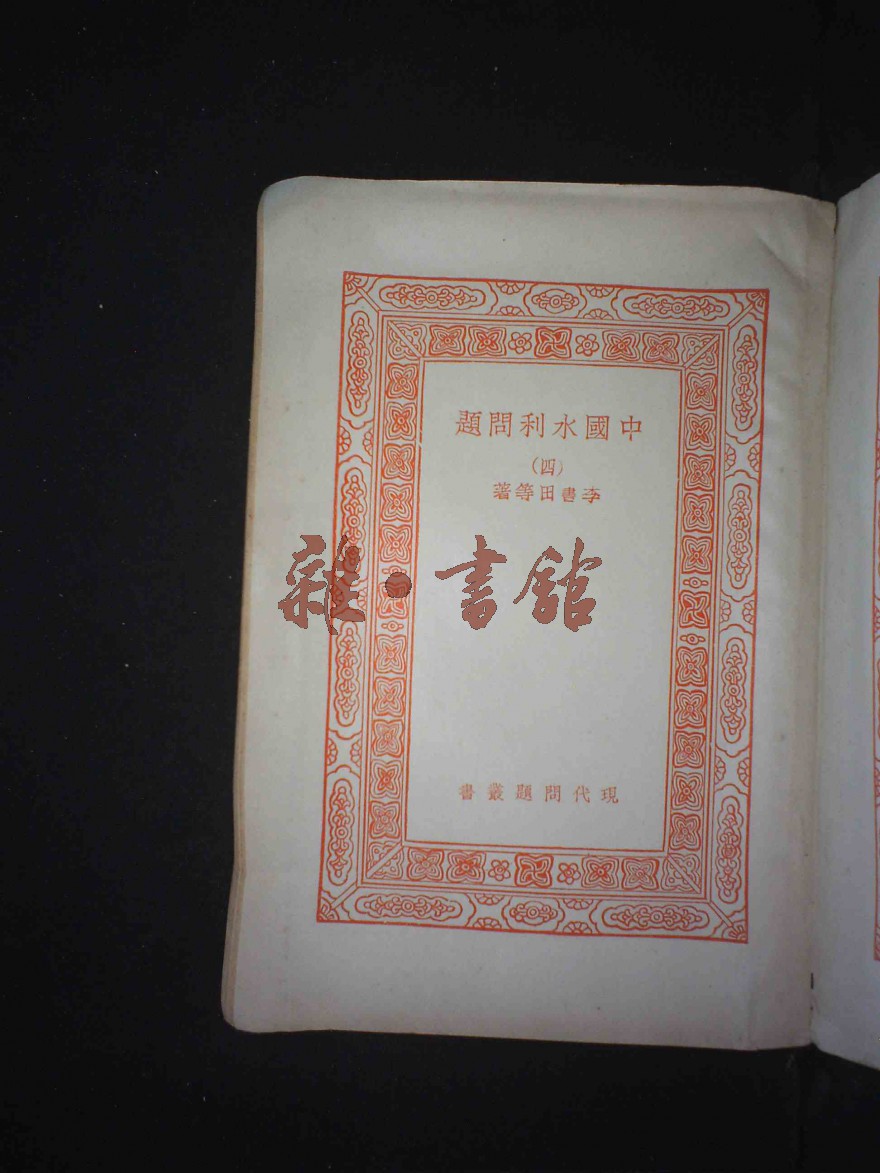 中國水利問題
(四)
李書田等著
雜·書館
現代問題叢書